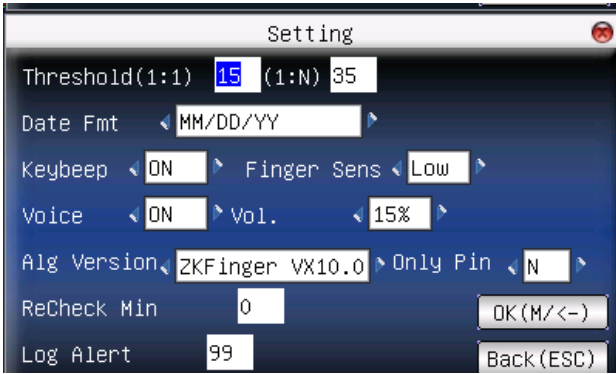 Setting
Threshold(1:1) 15 (1:N) 35
Date Fmt MM/DD/YY
Keybeep ON Finger Sens Low
Voice ON Vol. 15%
Alg Version ZKFinger VX10.0 Only Pin N
ReCheck Min 0 OK(M/<-)
Log Alert 99 Back(ESC)